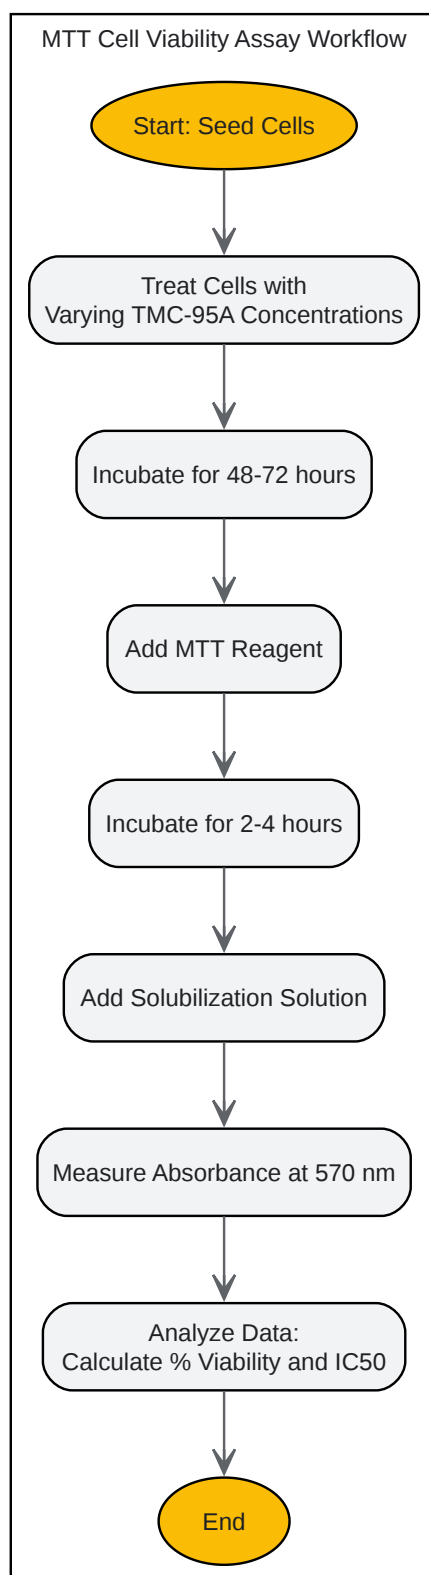 MTT Cell Viability Assay Workflow
Start: Seed Cells
Treat Cells with
Varying TMC-95A Concentrations
Incubate for 48-72 hours
Add MTT Reagent
Incubate for 2-4 hours
Add Solubilization Solution
Measure Absorbance at 570 nm
Analyze Data:
Calculate % Viability and IC50
End